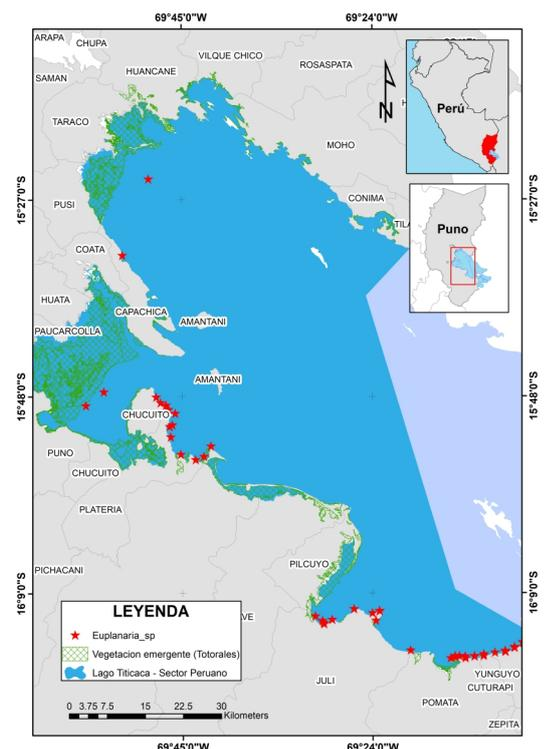 69°45'0"W 69°24'0"W
ARAPA
CHUPA
VILQUE CHICO
ROSASPATA
SAMAN
HUANCANE
N
Perú
TARACO
MOHO
15°27'0"S 15°27'0"S
PUSI
CONIMA
Puno
COATA
HUATA
CAPACHICA
AMANTANI
PAUCARCOLLA
AMANTANI
15°48'0"S 15°48'0"S
CHUCUITO
PUNO
CHUCUITO
PLATERIA
PILCUYO
PICHACANI
16°9'0"S 16°9'0"S
LEYENDA
Euplanaria_sp
Vegetacion emergente (Totorales)
Lago Titicaca - Sector Peruano
JULI
YUNGUYO
CUTURAPI
POMATA
ZEPITA
0 3.75 7.5 15 22.5 30
Kilometers
69°45'0"W 69°24'0"W